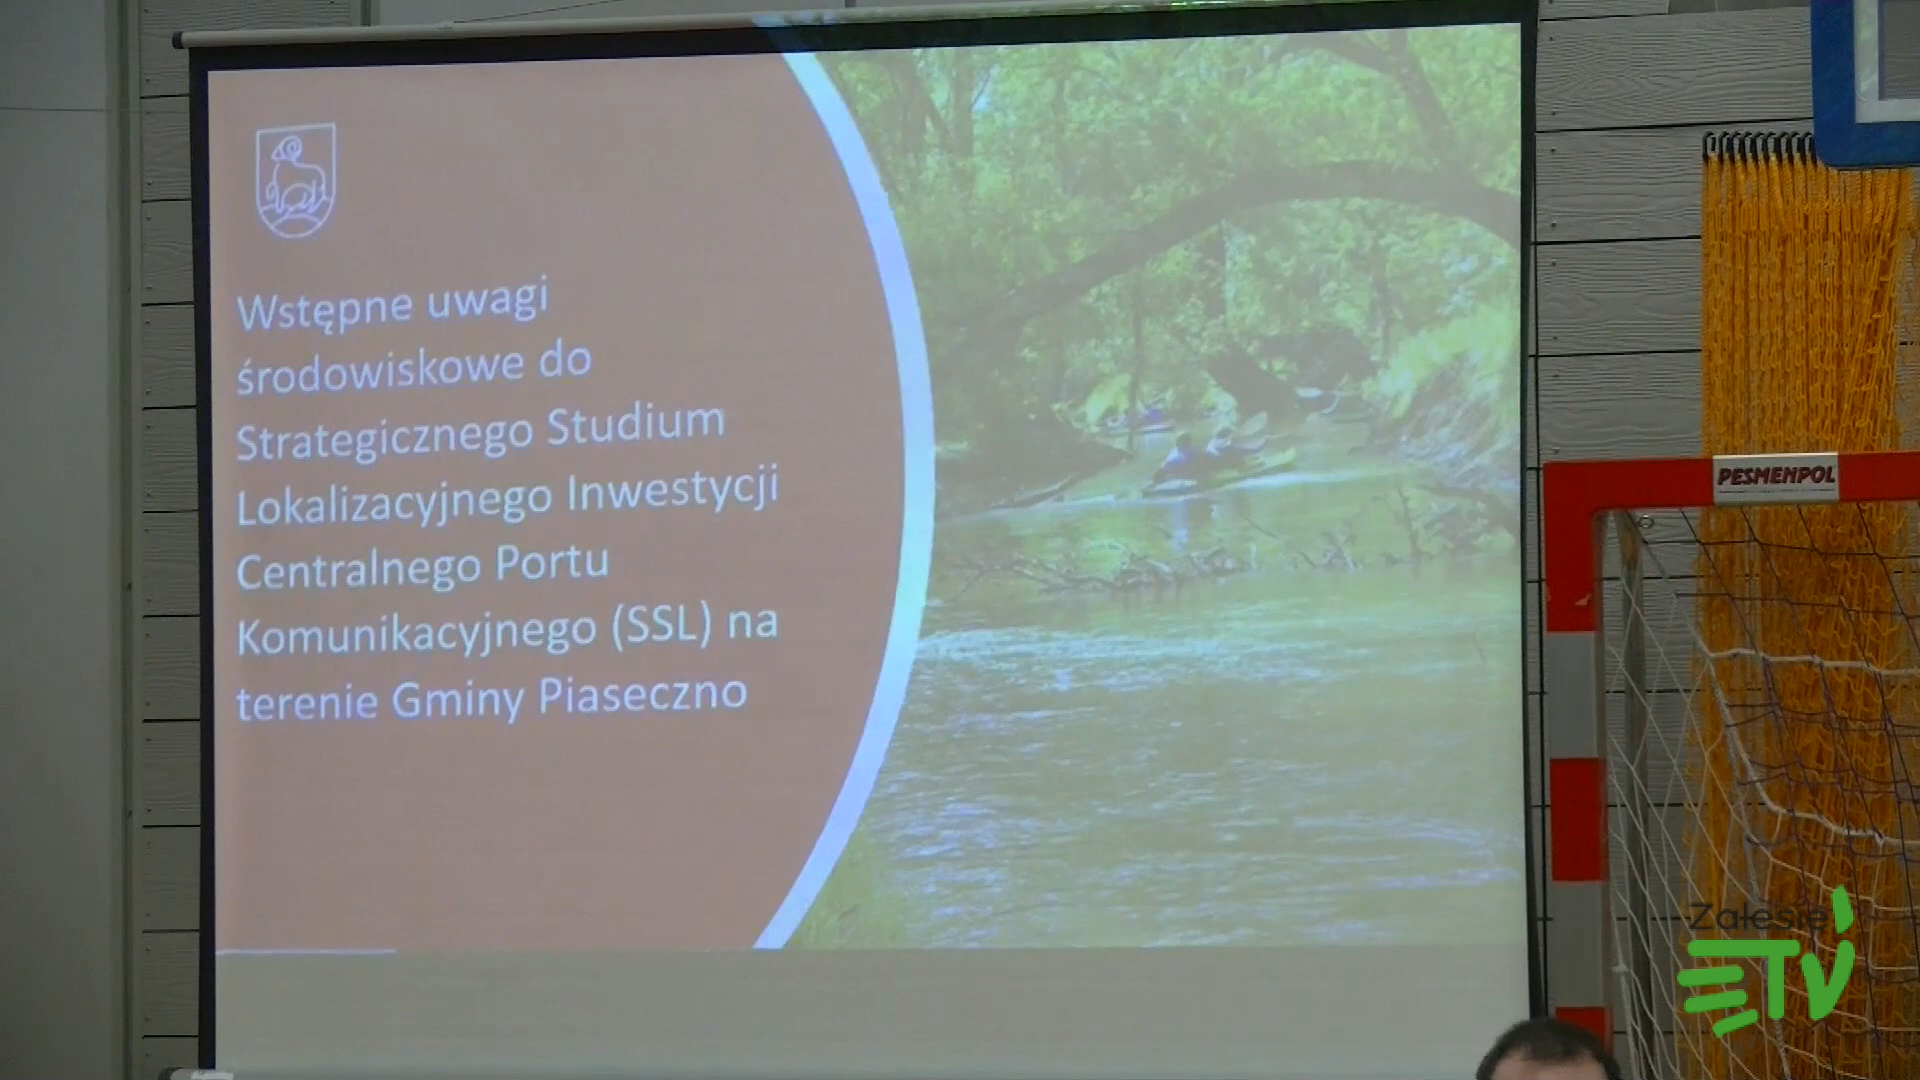 Wstępne uwagi
środowiskowe do
Strategicznego Studium
Lokalizacyjnego Inwestycji
Centralnego Portu
Komunikacyjnego (SSL) na
terenie Gminy Piaseczno
PESMENPOL
Zalesie
TV